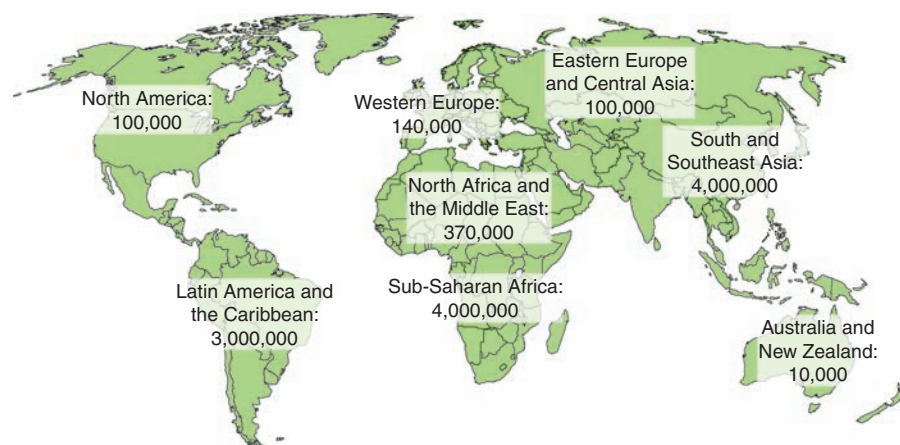 North America:
100,000
Western Europe:
140,000
Eastern Europe
and Central Asia:
100,000
South and
Southeast Asia:
4,000,000
North Africa and
the Middle East:
370,000
Latin America and
the Caribbean:
3,000,000
Sub-Saharan Africa:
4,000,000
Australia and
New Zealand:
10,000